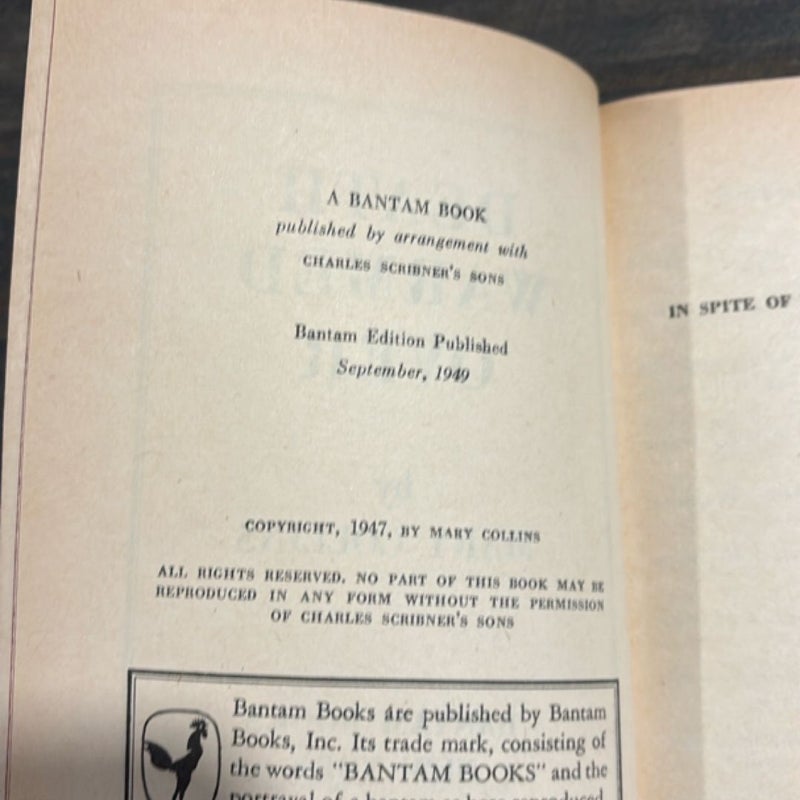 A BANTAM BOOK
published by arrangement with
CHARLES SCRIBNER'S SONS
Bantam Edition Published
September, 1949
COPYRIGHT, 1947, BY MARY COLLINS
ALL RIGHTS RESERVED. NO PART OF THIS BOOK MAY BE
REPRODUCED IN ANY FORM WITHOUT THE PERMISSION
OF CHARLES SCRIBNER'S SONS
Bantam Books are published by Bantam
Books, Inc. Its trade mark, consisting of
the words "BANTAM BOOKS" and the
portrayal of a bantam
IN SPITE OF